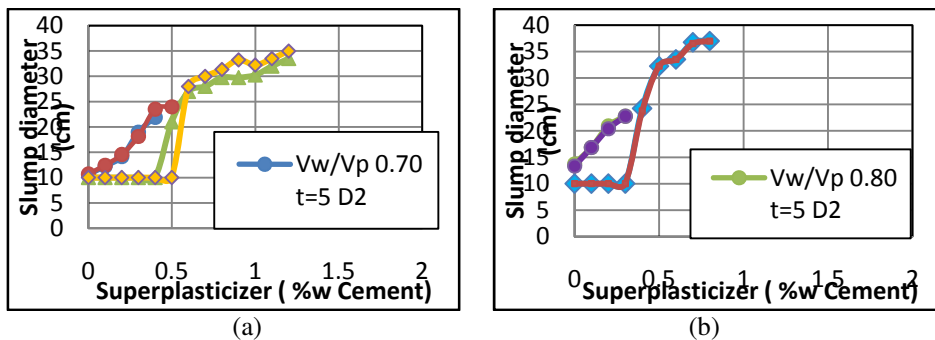 40
35
30
25
20
15
10
5
0
Slump diameter
(cm)
Vw/Vp 0.70
t=5 D2
0 0.5 1 1.5 2
Superplasticizer ( %w Cement)
(a)
40
35
30
25
20
15
10
5
0
Slump diameter
(cm)
Vw/Vp 0.80
t=5 D2
0 0.5 1 1.5 2
Superplasticizer ( %w Cement)
(b)